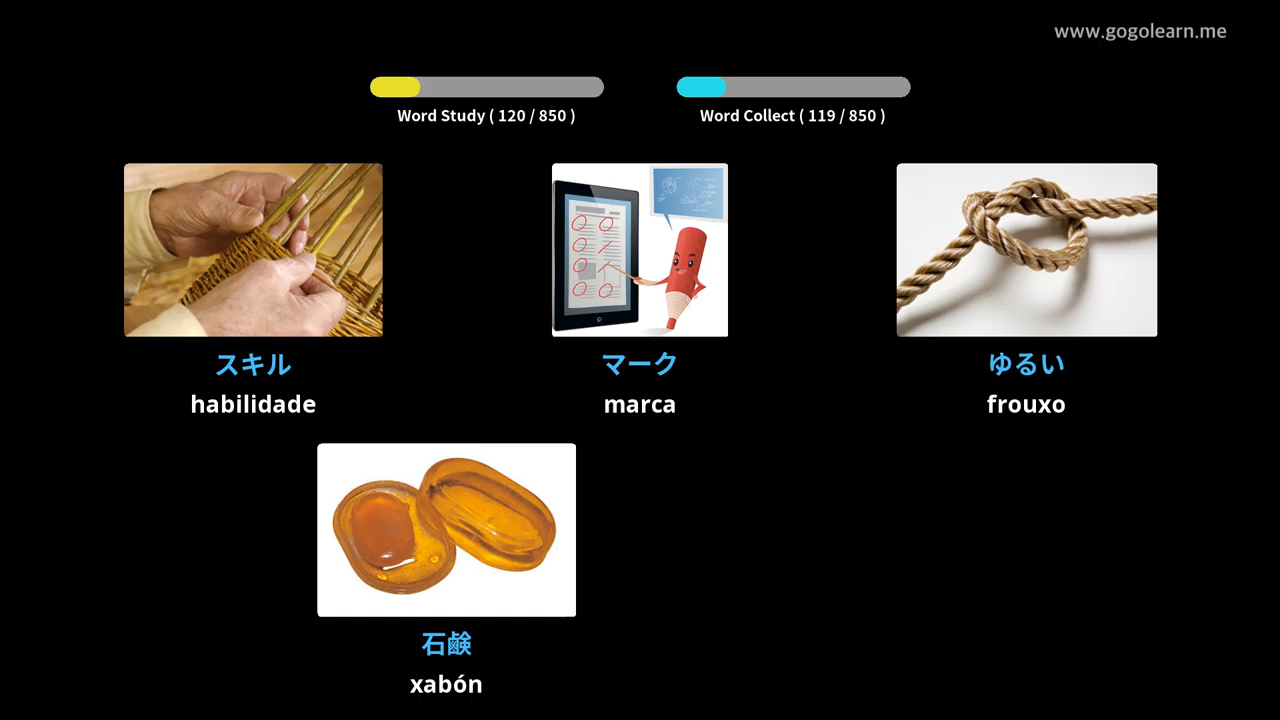 www.gogolearn.me
Word Study ( 120 / 850 )
Word Collect ( 119 / 850 )
スキル
habilidade
マーク
marca
ゆるい
frouxo
石鹸
xabón